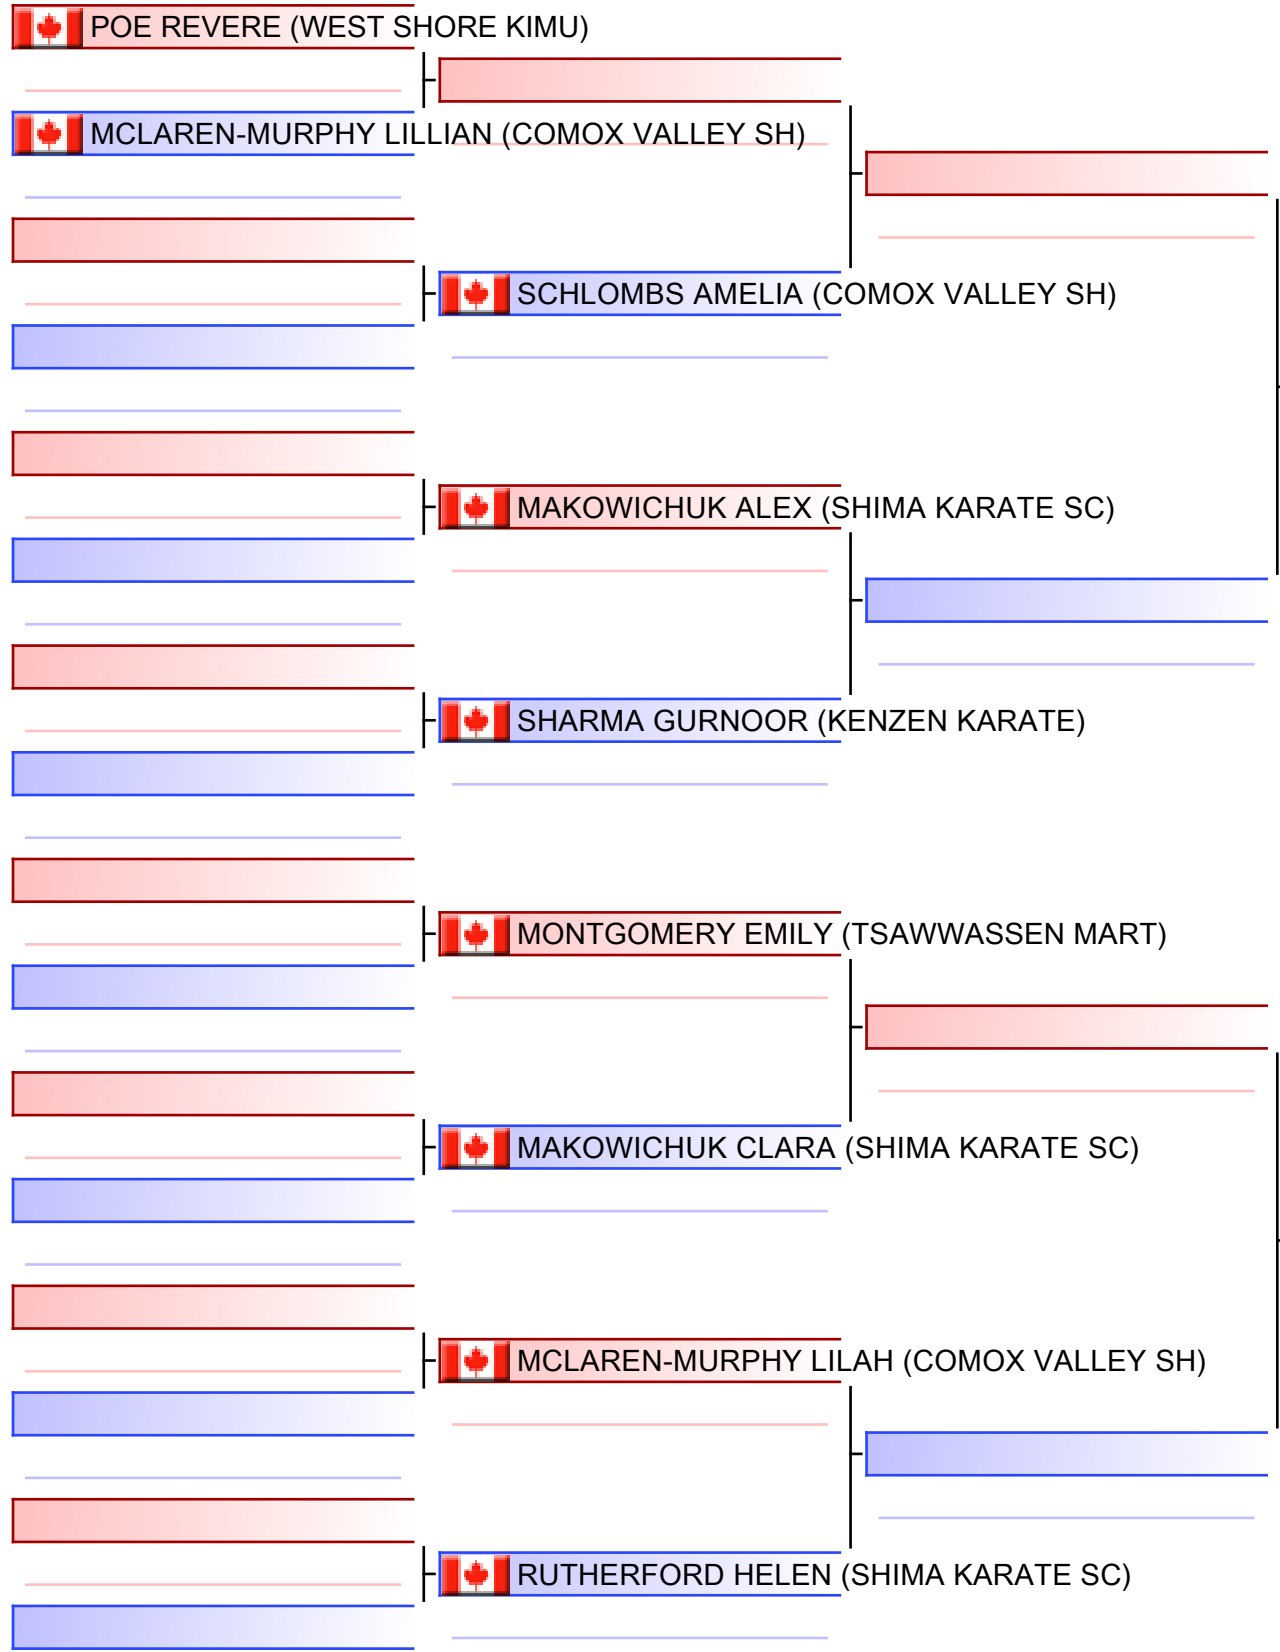 POE REVERE (WEST SHORE KIMU)
MCLAREN-MURPHY LILLIAN (COMOX VALLEY SH)
SCHLOMBS AMELIA (COMOX VALLEY SH)
MAKOWICHUK ALEX (SHIMA KARATE SC)
SHARMA GURNOOR (KENZEN KARATE)
MONTGOMERY EMILY (TSAWWASSEN MART)
MAKOWICHUK CLARA (SHIMA KARATE SC)
MCLAREN-MURPHY LILAH (COMOX VALLEY SH)
RUTHERFORD HELEN (SHIMA KARATE SC)